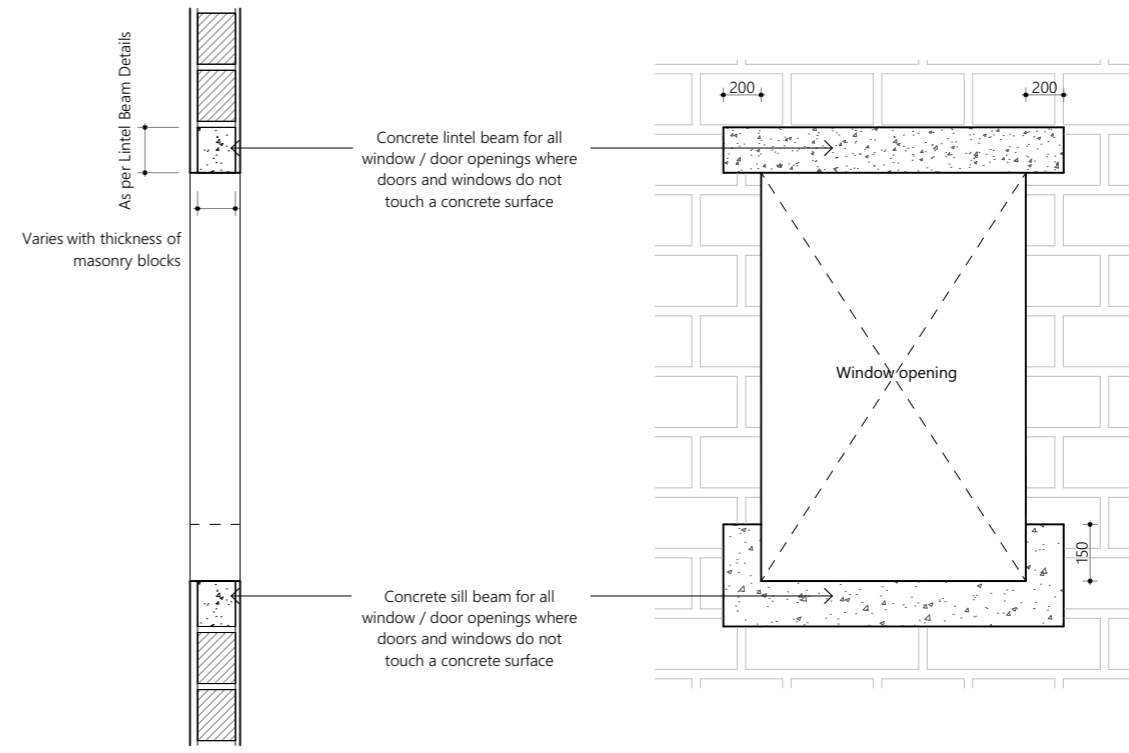 As per Lintel Beam Details
Varies with thickness of
masonry blocks
Concrete lintel beam for all
window / door openings where
doors and windows do not
touch a concrete surface
Concrete sill beam for all
window / door openings where
doors and windows do not
touch a concrete surface
200
200
Window opening
150